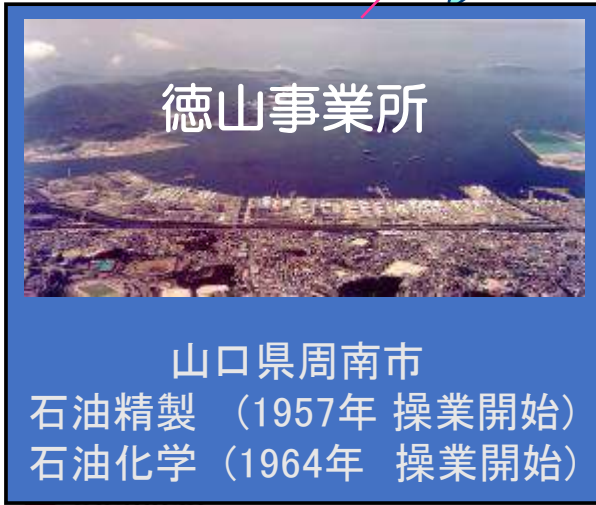 徳山事業所
山口県周南市
石油精製 (1957年 操業開始)
石油化学 (1964年 操業開始)